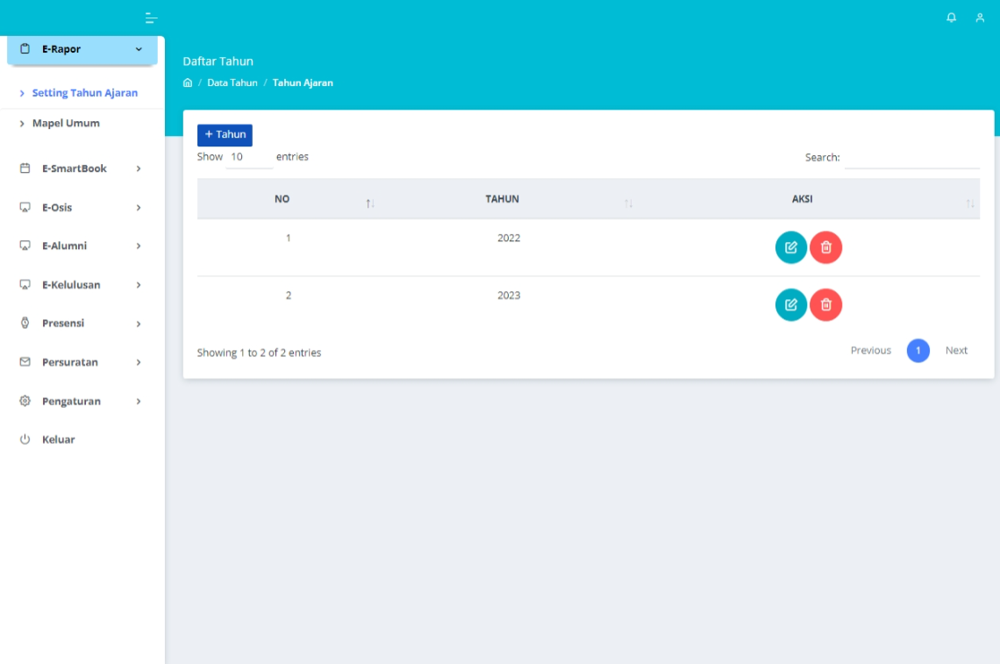 E-Rapor
Setting Tahun Ajaran
Mapel Umum
E-SmartBook
E-Osis
E-Alumni
E-Kelulusan
Presensi
Persuratan
Pengaturan
Keluar
Daftar Tahun
/ Data Tahun / Tahun Ajaran
+ Tahun
Show 10 entries
Search:
NO TAHUN AKSI
1 2022
2 2023
Showing 1 to 2 of 2 entries
Previous 1 Next